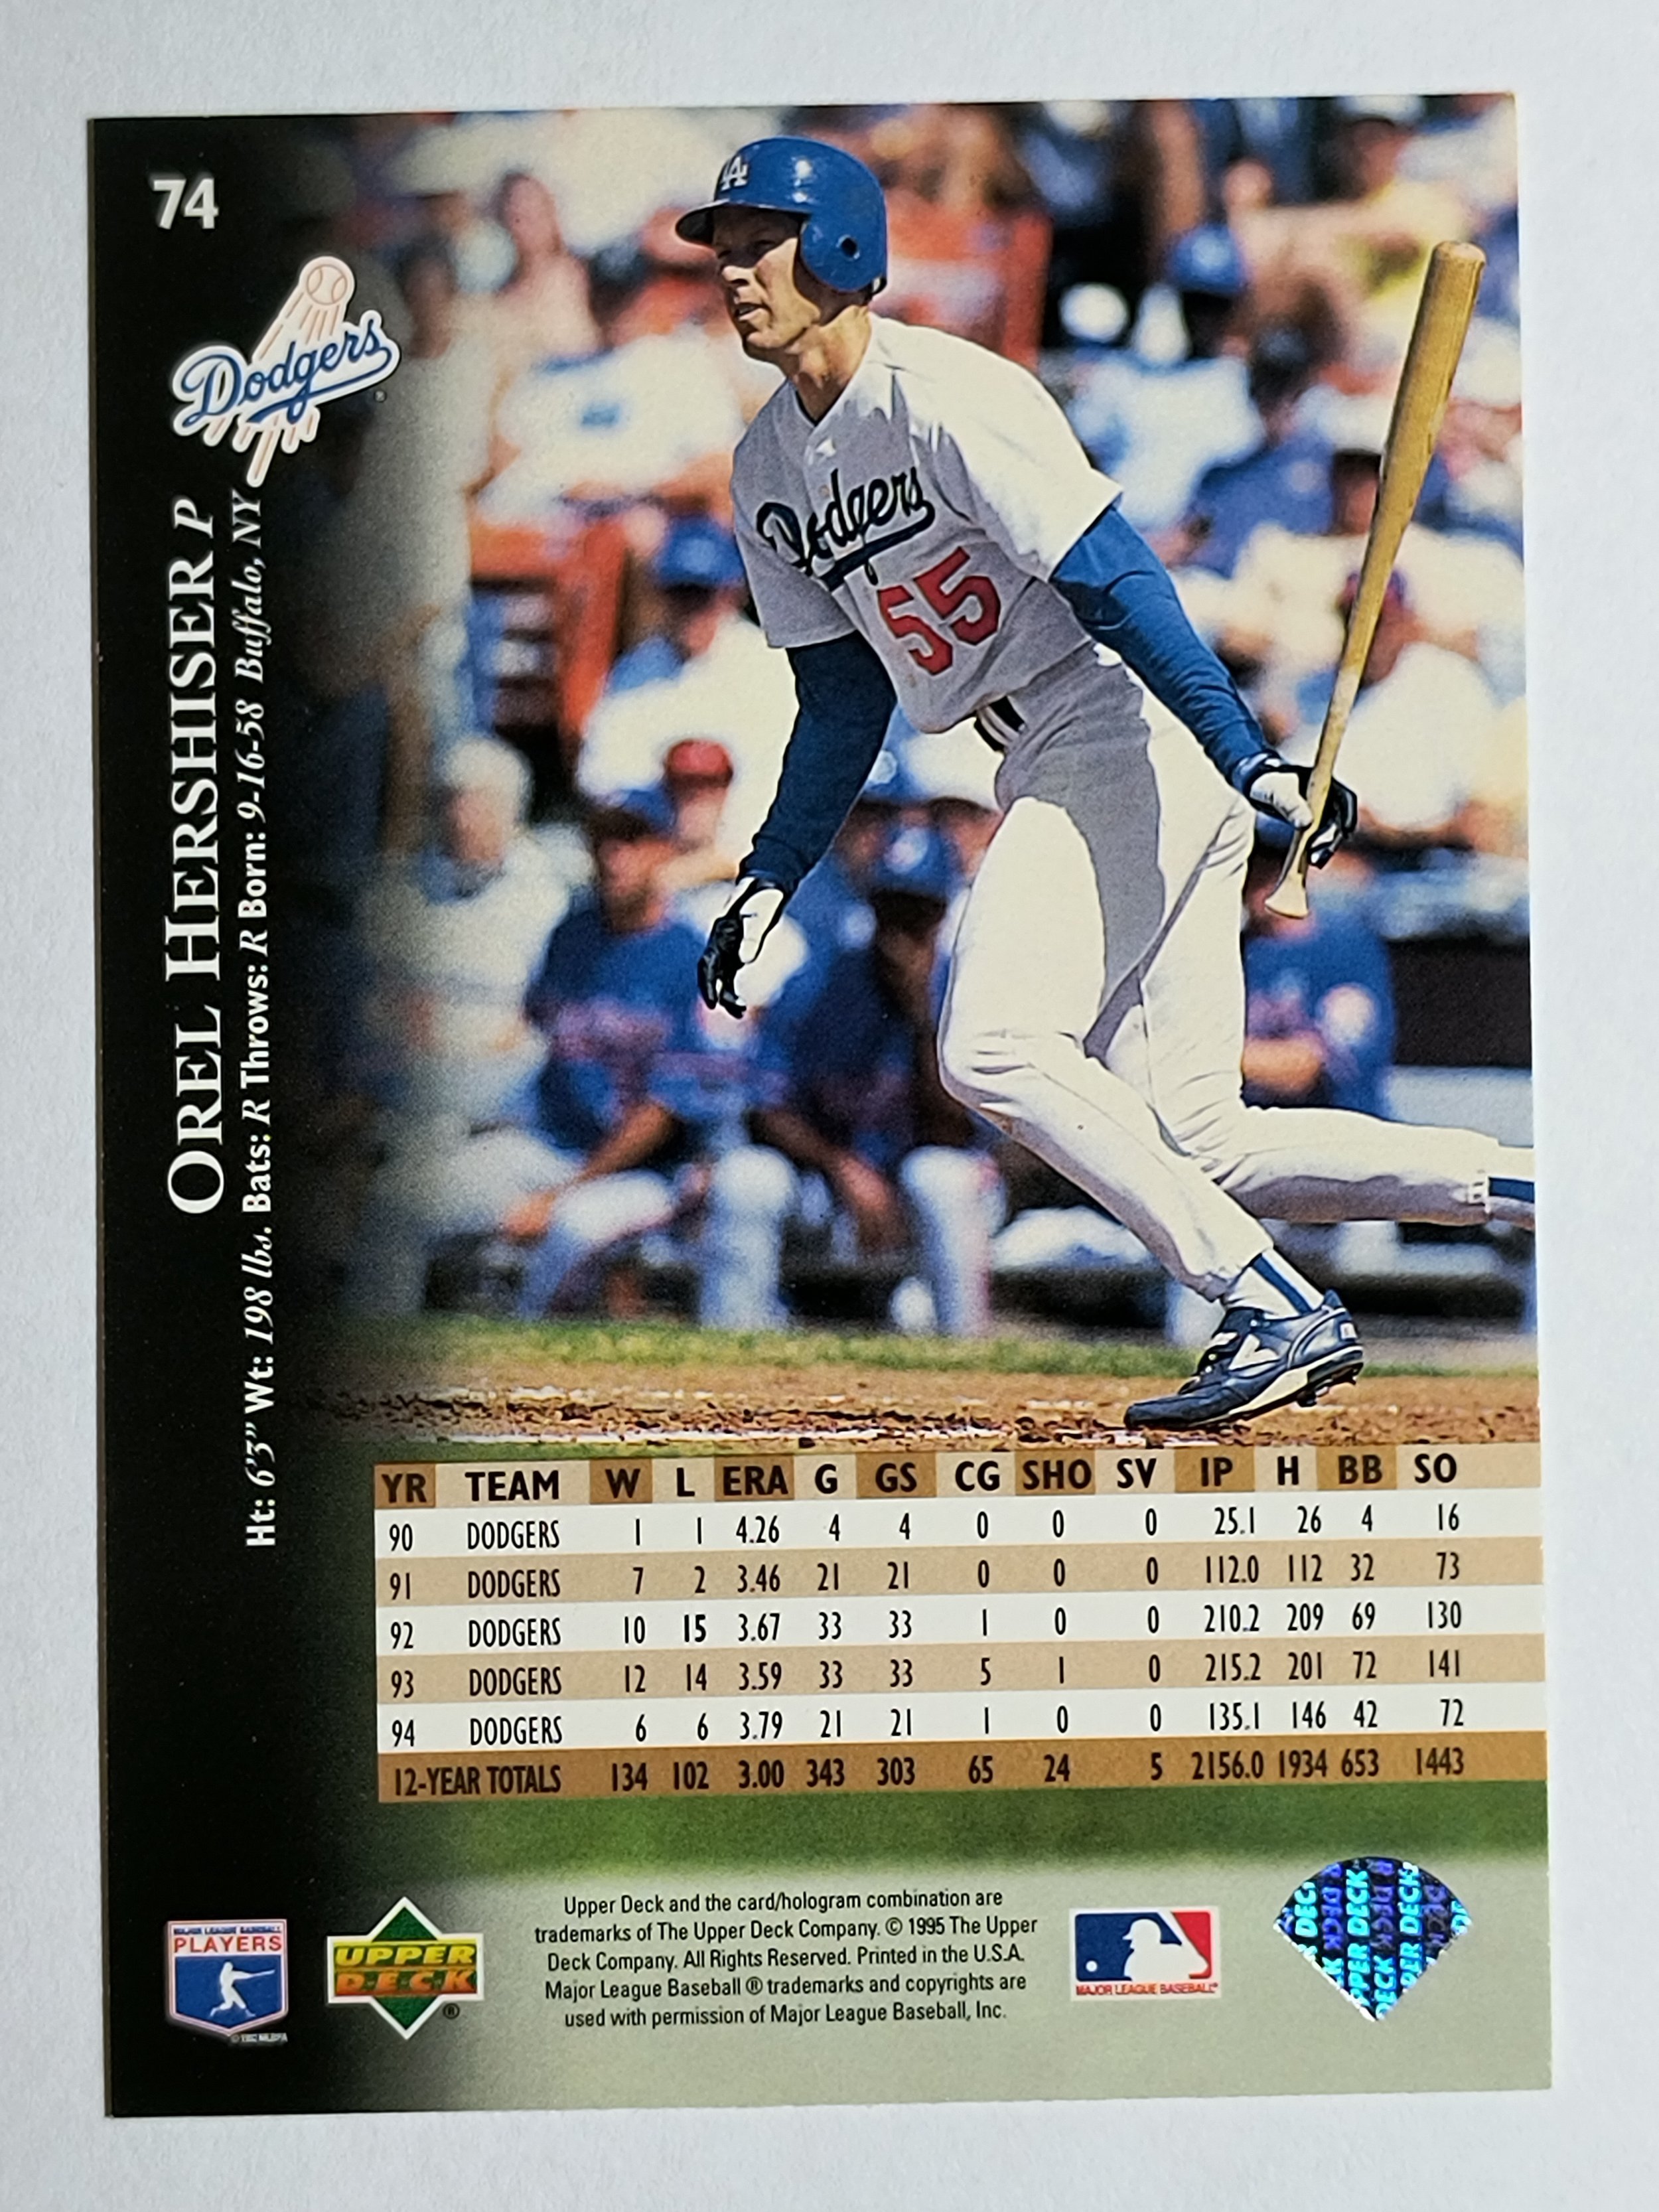 74
Dodgers
OREL HERSHISER P
Ht: 6'3" Wt: 198 lbs. Bats: R Throws: R Born: 9-16-58 Buffalo, NY
LA
Dodgers
55
YR TEAM W L ERA G GS CG SHO SV IP H BB SO
90 DODGERS 1 1 4.26 4 4 0 0 0 25.1 26 4 16
91 DODGERS 7 2 3.46 21 21 0 0 0 112.0 112 32 73
92 DODGERS 10 15 3.67 33 33 1 0 0 210.2 209 69 130
93 DODGERS 12 14 3.59 33 33 5 1 0 215.2 201 72 141
94 DODGERS 6 6 3.79 21 21 1 0 0 135.1 146 42 72
12-YEAR TOTALS 134 102 3.00 343 303 65 24 5 2156.0 1934 653 1443
MAJOR LEAGUE BASEBALL
PLAYERS
UPPER
DECK
®
Upper Deck and the card/hologram combination are
trademarks of The Upper Deck Company. © 1995 The Upper
Deck Company. All Rights Reserved. Printed in the U.S.A.
Major League Baseball ® trademarks and copyrights are
used with permission of Major League Baseball, Inc.
MAJOR LEAGUE BASEBALL
UPPER DECK